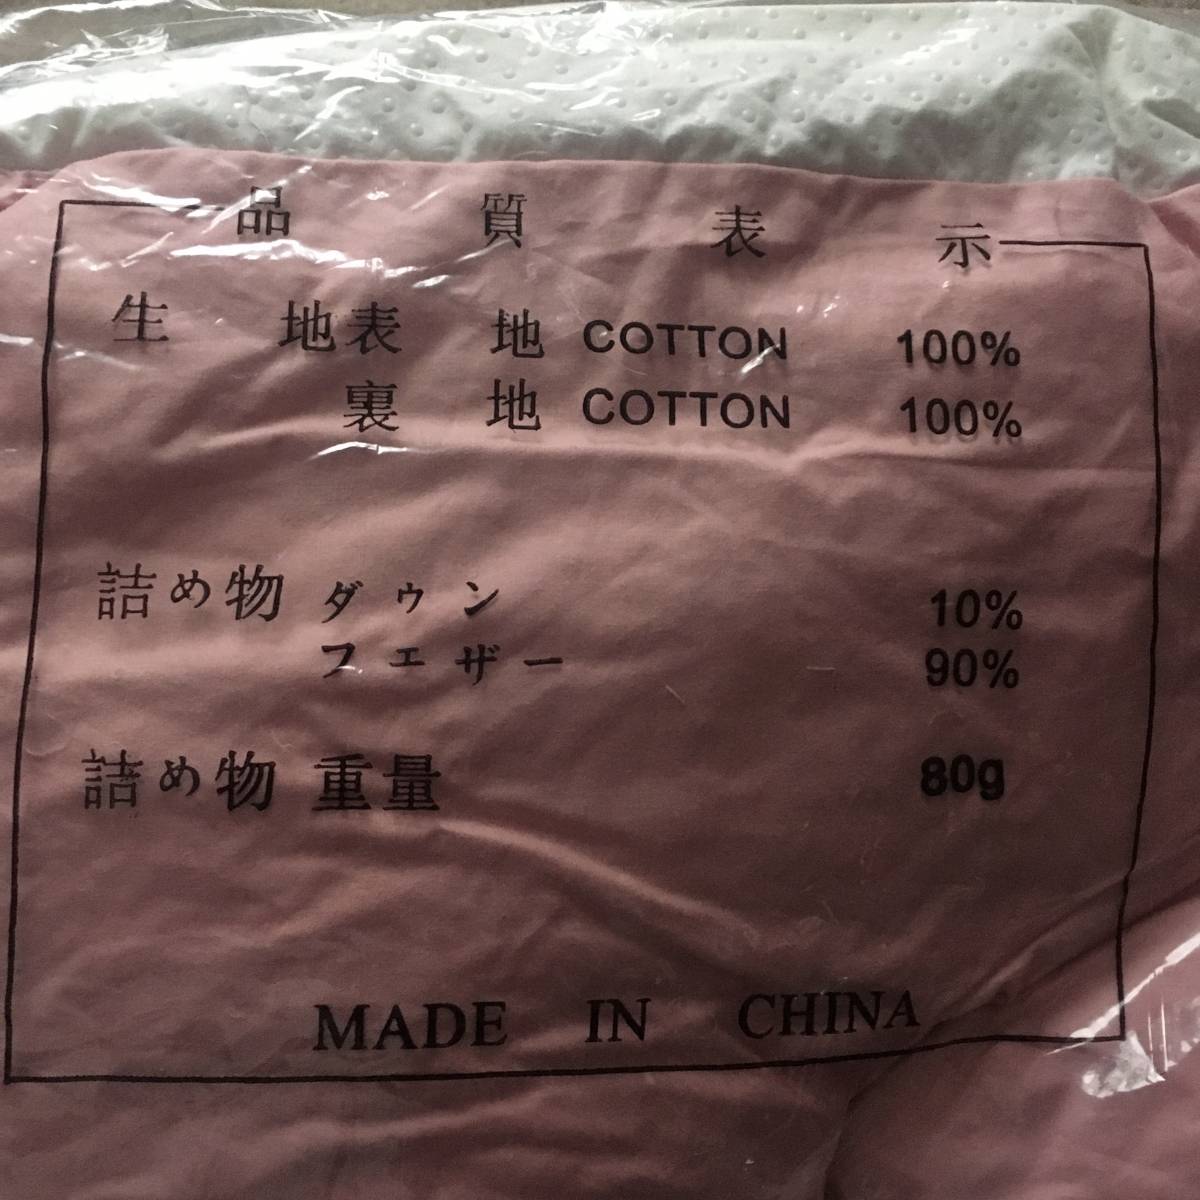 品質表示
生地表地 COTTON 100%
裏地 COTTON 100%
詰め物 ダウン 10%
フェザー 90%
詰め物 重量 80g
MADE IN CHINA